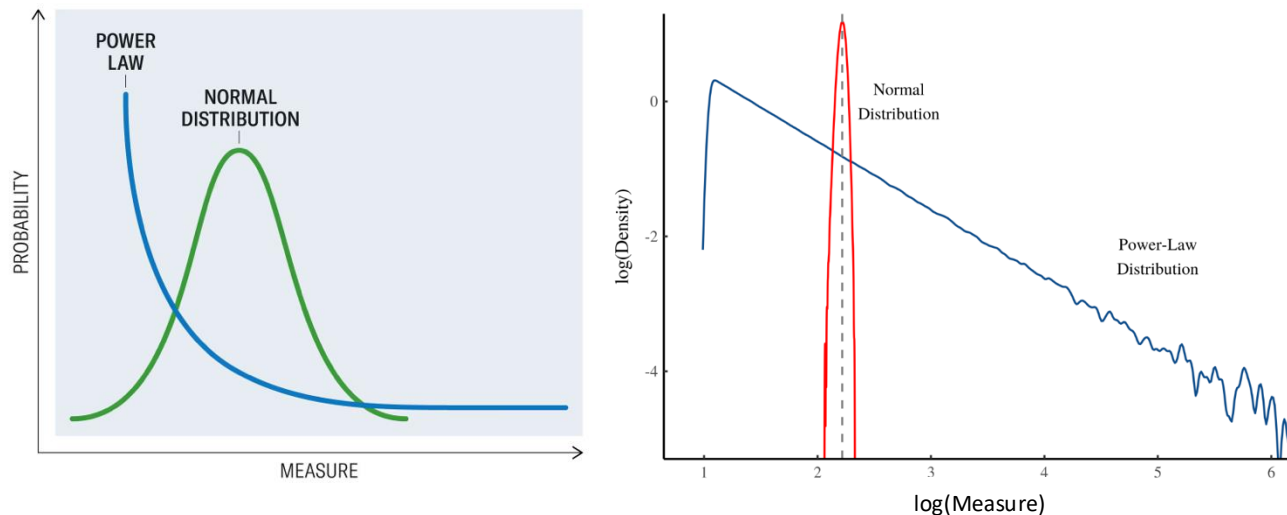 POWER
LAW
NORMAL
DISTRIBUTION
PROBABILITY
MEASURE
0
-2
-4
log(Density)
Normal
Distribution
Power-Law
Distribution
1 2 3 4 5 6
log(Measure)